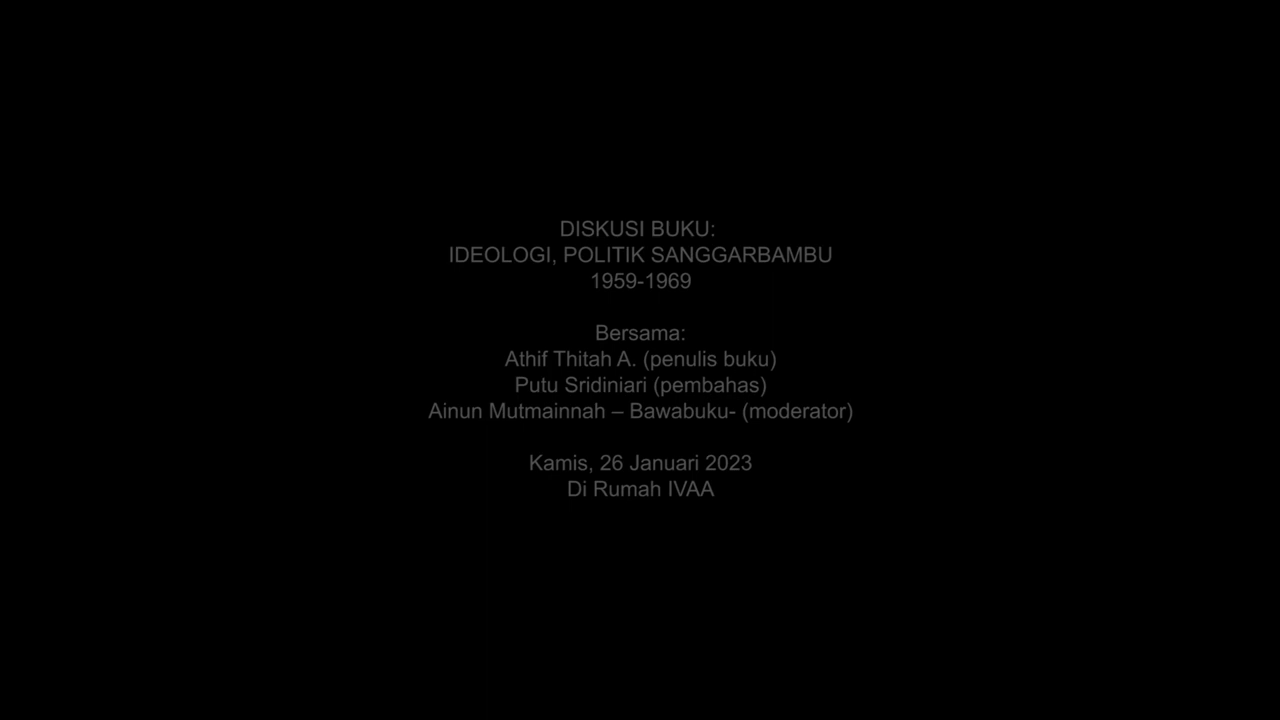 DISKUSI BUKU:
IDEOLOGI, POLITIK SANGGARBAMBU
1959-1969
Bersama:
Athif Thitah A. (penulis buku)
Putu Sridiniari (pembahas)
Ainun Mutmainnah – Bawabuku- (moderator)
Kamis, 26 Januari 2023
Di Rumah IVAA